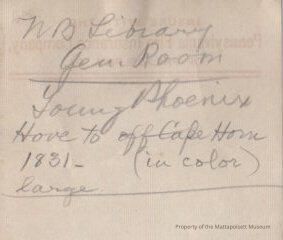 N B Library
Gen. Room
Young Phoenix
Hove to off Cape Horn
1831- (in color)
large.
Property of the Mattapoisett Museum